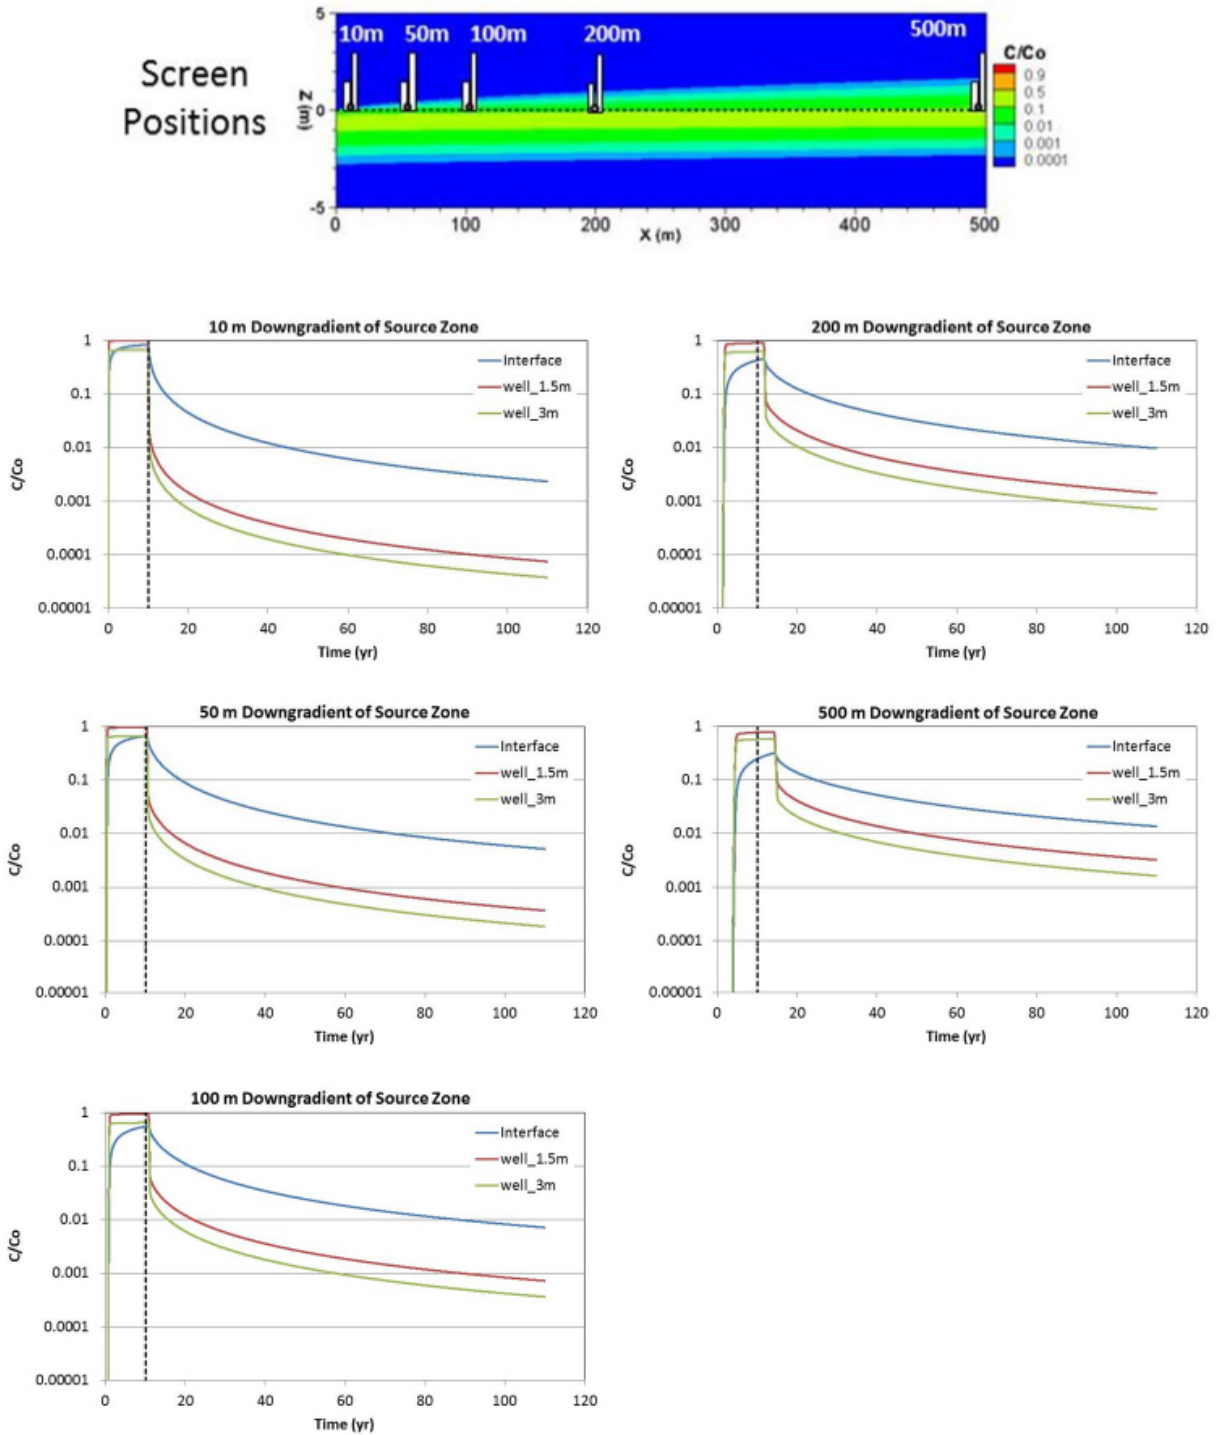 Screen
Positions
10m 50m 100m 200m 500m
5
0
-5
Z (m)
0 100 200 300 400 500
X (m)
C/Co
0.9
0.5
0.1
0.01
0.001
0.0001
10 m Downgradient of Source Zone
1
0.1
0.01
0.001
0.0001
0.00001
C/Co
Interface
well_1.5m
well_3m
0 20 40 60 80 100 120
Time (yr)
200 m Downgradient of Source Zone
1
0.1
0.01
0.001
0.0001
0.00001
C/Co
Interface
well_1.5m
well_3m
0 20 40 60 80 100 120
Time (yr)
50 m Downgradient of Source Zone
1
0.1
0.01
0.001
0.0001
0.00001
C/Co
Interface
well_1.5m
well_3m
0 20 40 60 80 100 120
Time (yr)
500 m Downgradient of Source Zone
1
0.1
0.01
0.001
0.0001
0.00001
C/Co
Interface
well_1.5m
well_3m
0 20 40 60 80 100 120
Time (yr)
100 m Downgradient of Source Zone
1
0.1
0.01
0.001
0.0001
0.00001
C/Co
Interface
well_1.5m
well_3m
0 20 40 60 80 100 120
Time (yr)